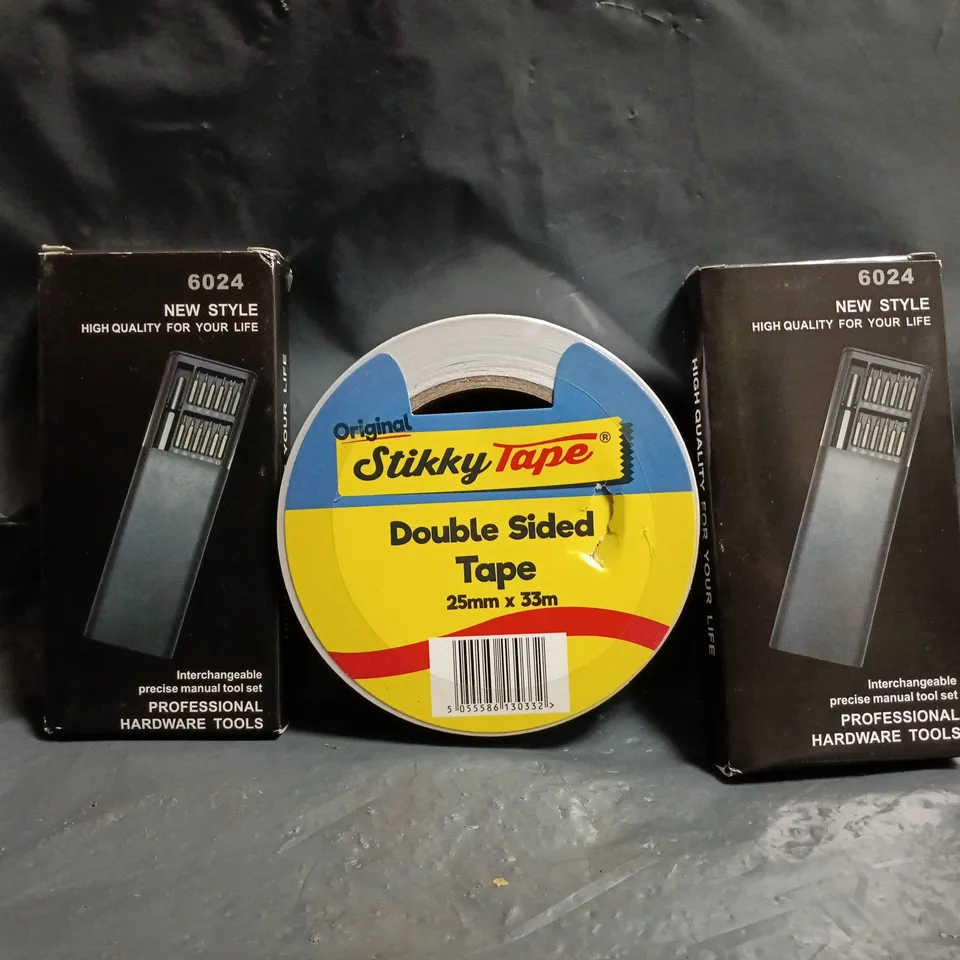 6024
NEW STYLE
HIGH QUALITY FOR YOUR LIFE
Interchangeable
precise manual tool set
PROFESSIONAL
HARDWARE TOOLS
YOUR LIFE
Original
Stikky Tape®
Double Sided
Tape
25mm x 33m
5 055586 130332 >
HIGH QUALITY FOR YOUR LIFE
6024
NEW STYLE
HIGH QUALITY FOR YOUR LIFE
Interchangeable
precise manual tool set
PROFESSIONAL
HARDWARE TOOLS